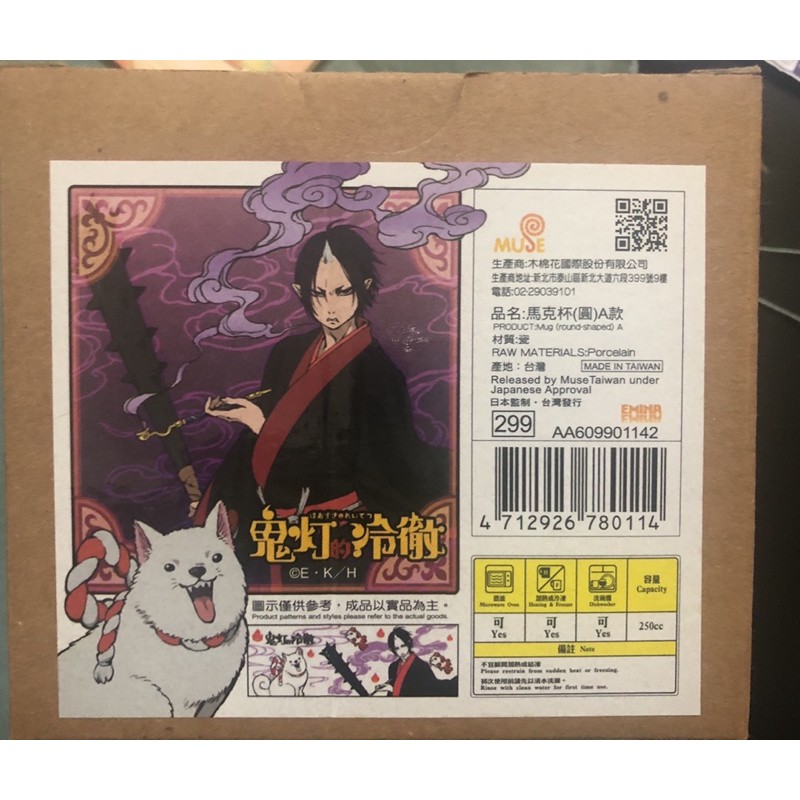 MUSE
生產商:木棉花國際股份有限公司
生產商地址:新北市泰山區新北大道六段399號9樓
電話:02-29039101
品名:馬克杯(圓)A款
PRODUCT:Mug (round-shaped) A
材質:瓷
RAW MATERIALS:Porcelain
產地:台灣 MADE IN TAIWAN
Released by MuseTaiwan under
Japanese Approval
日本監制·台灣發行
299
AA609901142
4 712926 780114
ほおずきのれいてつ
鬼灯的冷徹
©E·K/H
圖示僅供參考,成品以實品為主。
Product patterns and styles please refer to the actual goods.
鬼灯の冷徹
微波 加熱或冷凍 洗碗機 容量
Microwave Oven Heating & Freezer Dishwasher Capacity
可 可 可
Yes Yes Yes 250cc
備註 Note
不宜瞬間加熱或結凍
Please restrain from sudden heat or freezing.
初次使用前請先以清水洗滌。
Rinse with clean water for first time use.